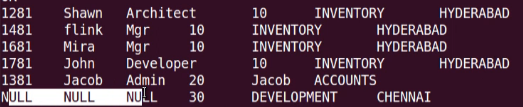 1281 Shawn Architect 10 INVENTORY HYDERABAD
1481 flink Mgr 10 INVENTORY HYDERABAD
1681 Mira Mgr 10 INVENTORY HYDERABAD
1781 John Developer 10 INVENTORY HYDERABAD
1381 Jacob Admin 20 Jacob ACCOUNTS
NULL NULL NULL 30 DEVELOPMENT CHENNAI